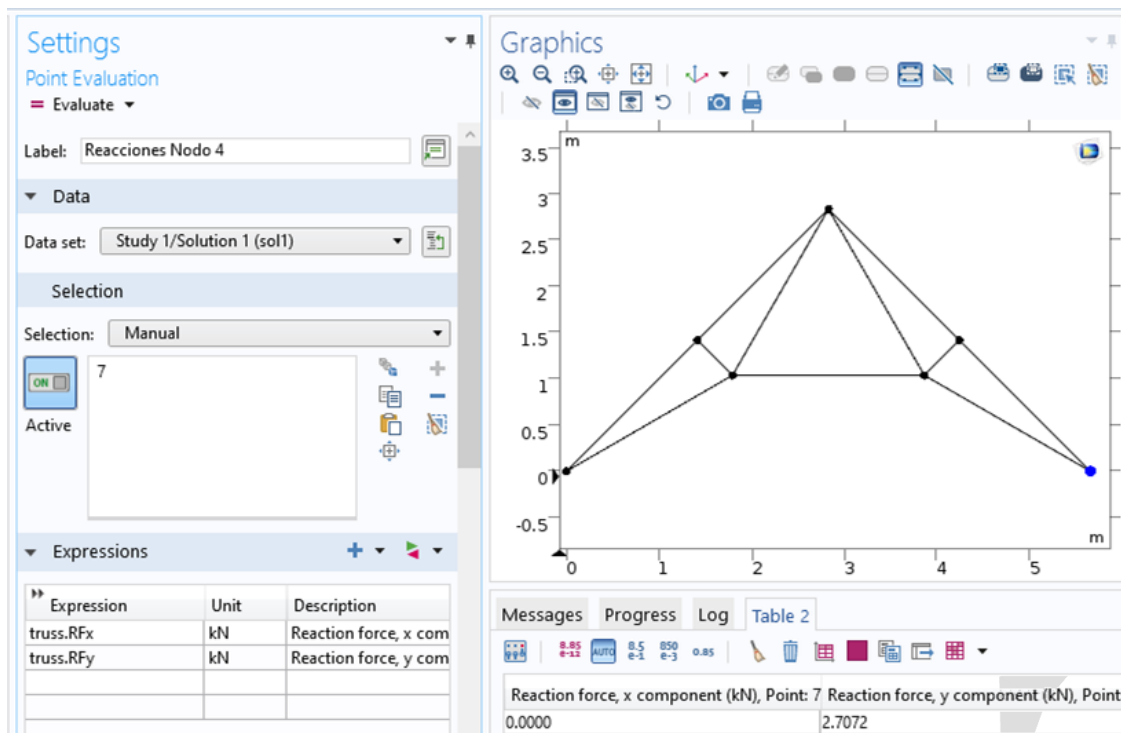 Settings
Point Evaluation
= Evaluate
Label: Reacciones Nodo 4
Data
Data set: Study 1/Solution 1 (sol1)
Selection
Selection: Manual
ON
7
Active
Expressions
Expression Unit Description
truss.RFx kN Reaction force, x com
truss.RFy kN Reaction force, y com
Graphics
m
3.5
3
2.5
2
1.5
1
0.5
0
-0.5
m
0 1 2 3 4 5
Messages Progress Log Table 2
8.85 e-12 AUTO 8.5 e-1 850 e-3 0.85
Reaction force, x component (kN), Point: 7 Reaction force, y component (kN), Point
0.0000 2.7072